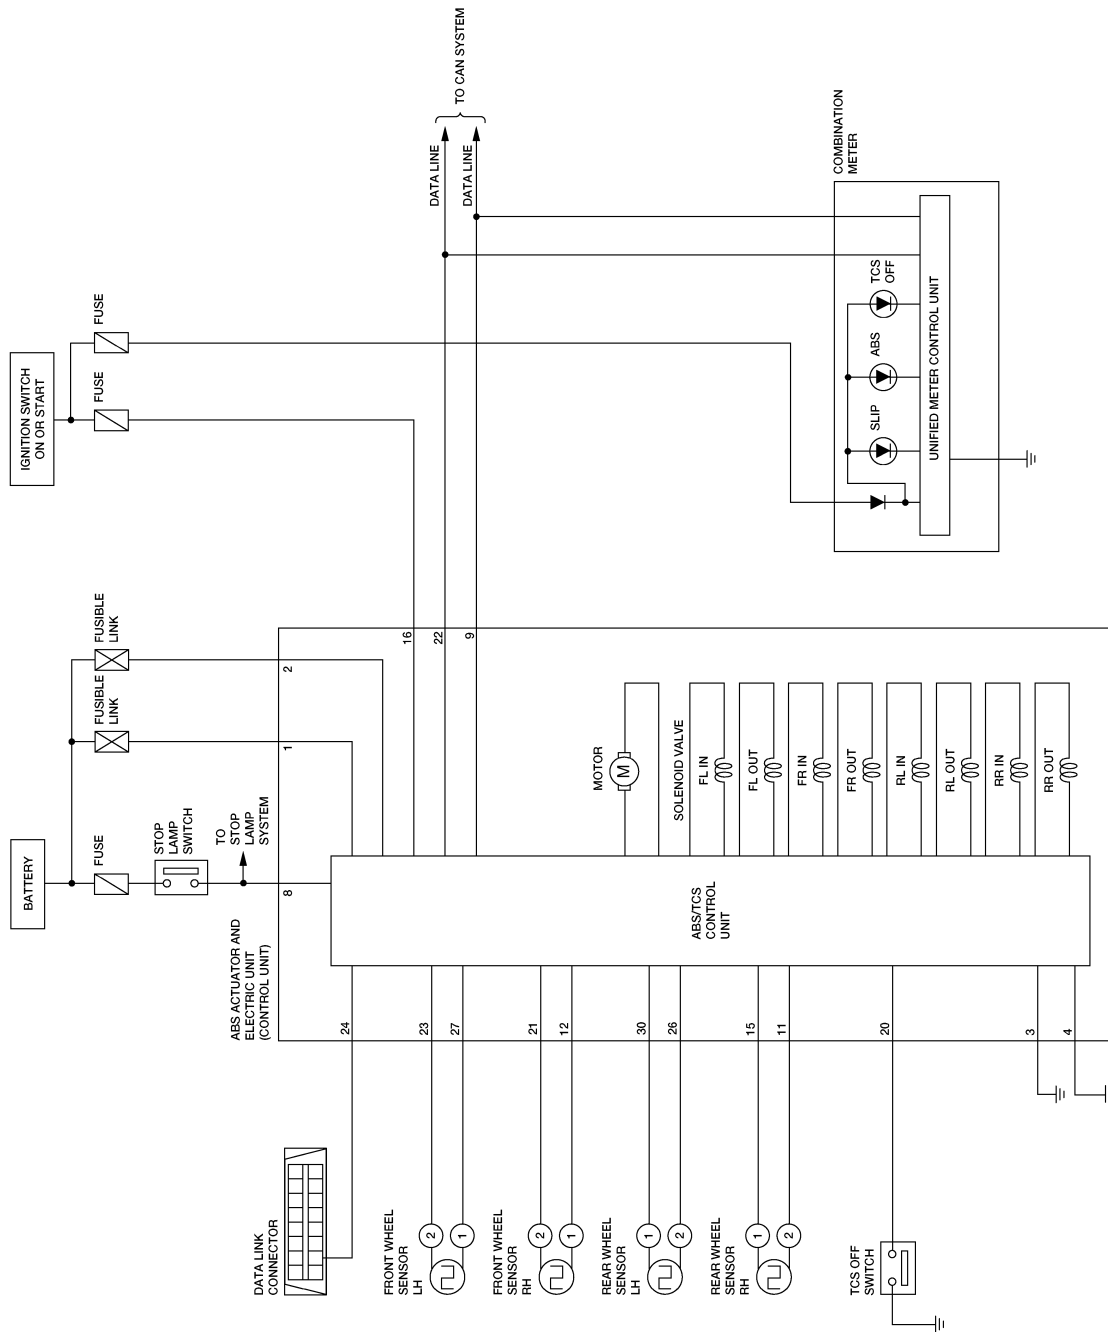 BATTERY
FUSE
STOP
LAMP
SWITCH
TO
STOP
LAMP
SYSTEM
8
FUSIBLE
LINK
1
FUSIBLE
LINK
2
IGNITION SWITCH
ON OR START
FUSE
FUSE
16
22
9
DATA LINE
DATA LINE
TO CAN SYSTEM
COMBINATION
METER
SLIP
ABS
TCS
OFF
UNIFIED METER CONTROL UNIT
ABS ACTUATOR AND
ELECTRIC UNIT
(CONTROL UNIT)
ABS/TCS
CONTROL
UNIT
MOTOR
M
SOLENOID VALVE
FL IN
FL OUT
FR IN
FR OUT
RL IN
RL OUT
RR IN
RR OUT
24
23
27
21
12
30
26
15
11
20
3
4
DATA LINK
CONNECTOR
FRONT WHEEL
SENSOR
LH
2
1
FRONT WHEEL
SENSOR
RH
2
1
REAR WHEEL
SENSOR
LH
1
2
REAR WHEEL
SENSOR
RH
1
2
TCS OFF
SWITCH